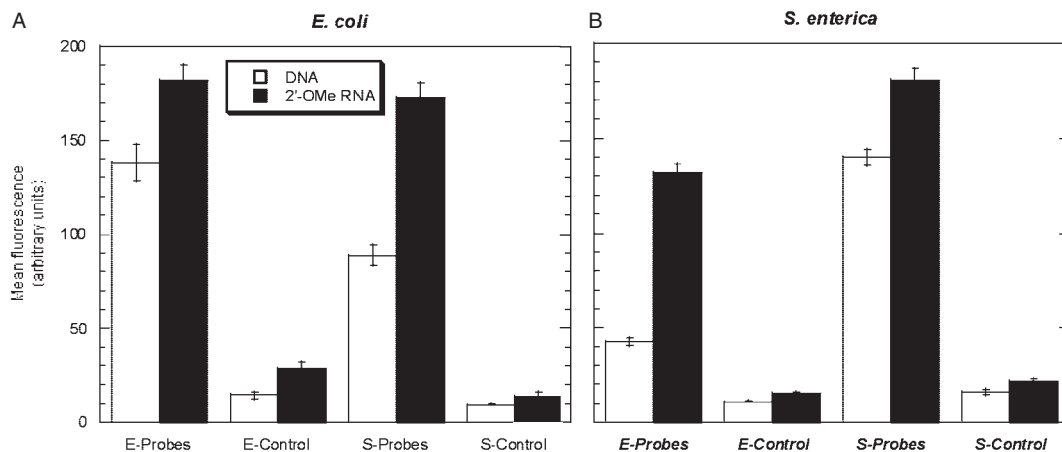 A
E. coli
B
S. enterica
DNA
2'-OMe RNA
Mean fluorescence
(arbitrary units)
200
150
100
50
0
E-Probes E-Control S-Probes S-Control
E-Probes E-Control S-Probes S-Control